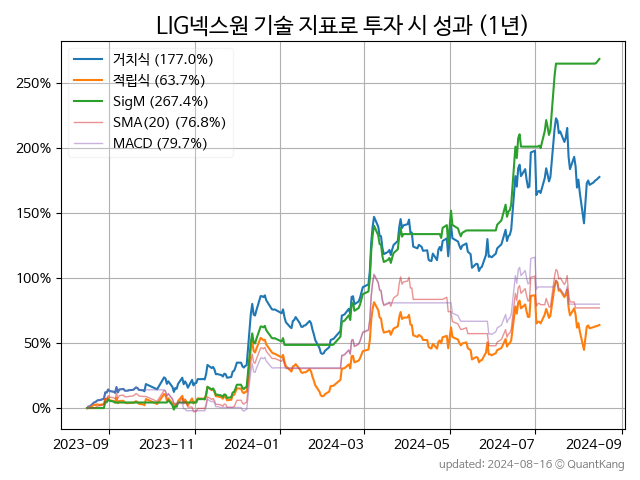 LIG넥스원 기술 지표로 투자 시 성과 (1년)
거치식 (177.0%)
적립식 (63.7%)
SigM (267.4%)
SMA(20) (76.8%)
MACD (79.7%)
250%
200%
150%
100%
50%
0%
2023-09 2023-11 2024-01 2024-03 2024-05 2024-07 2024-09
updated: 2024-08-16 © QuantKang